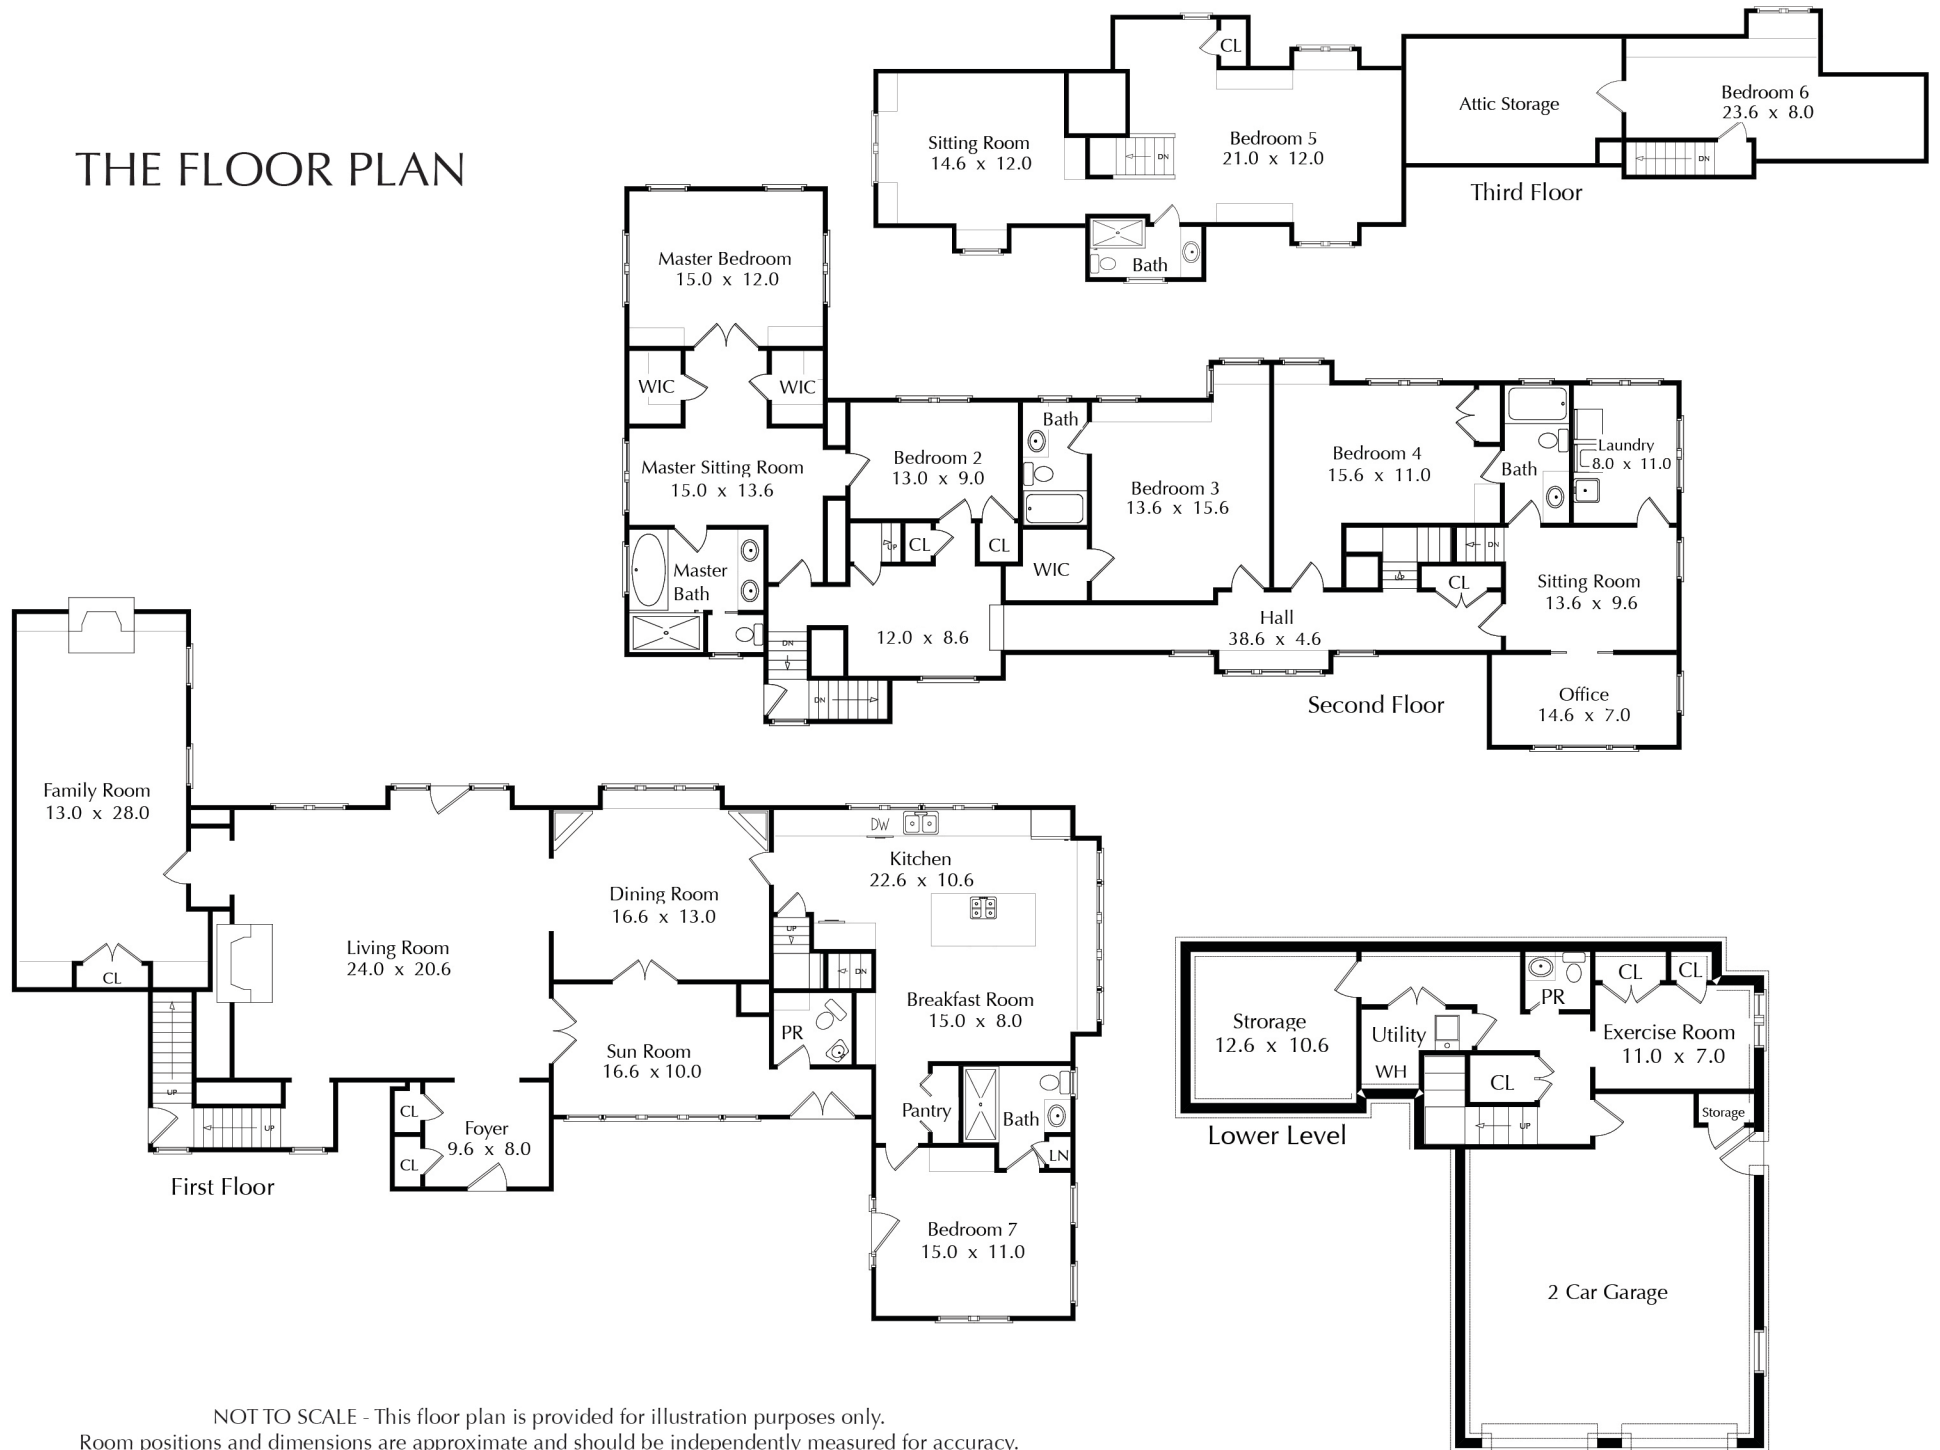 THE FLOOR PLAN
CL
Sitting Room
14.6 x 12.0
DN
Bedroom 5
21.0 x 12.0
Bath
Attic Storage
Bedroom 6
23.6 x 8.0
DN
Third Floor
Master Bedroom
15.0 x 12.0
WIC
WIC
Master Sitting Room
15.0 x 13.6
Master
Bath
DN
DN
Bedroom 2
13.0 x 9.0
UP
CL
CL
12.0 x 8.6
Bath
WIC
Bedroom 3
13.6 x 15.6
Hall
38.6 x 4.6
Bedroom 4
15.6 x 11.0
UP
DN
CL
Bath
Laundry
8.0 x 11.0
Sitting Room
13.6 x 9.6
Office
14.6 x 7.0
Second Floor
Family Room
13.0 x 28.0
CL
UP
UP
Living Room
24.0 x 20.6
CL
CL
Foyer
9.6 x 8.0
Dining Room
16.6 x 13.0
Sun Room
16.6 x 10.0
DW
Kitchen
22.6 x 10.6
UP
DN
PR
Breakfast Room
15.0 x 8.0
Pantry
Bath
LN
Bedroom 7
15.0 x 11.0
First Floor
Strorage
12.6 x 10.6
Utility
WH
PR
CL
CL
Exercise Room
11.0 x 7.0
CL
UP
Storage
Lower Level
2 Car Garage
NOT TO SCALE - This floor plan is provided for illustration purposes only.
Room positions and dimensions are approximate and should be independently measured for accuracy.